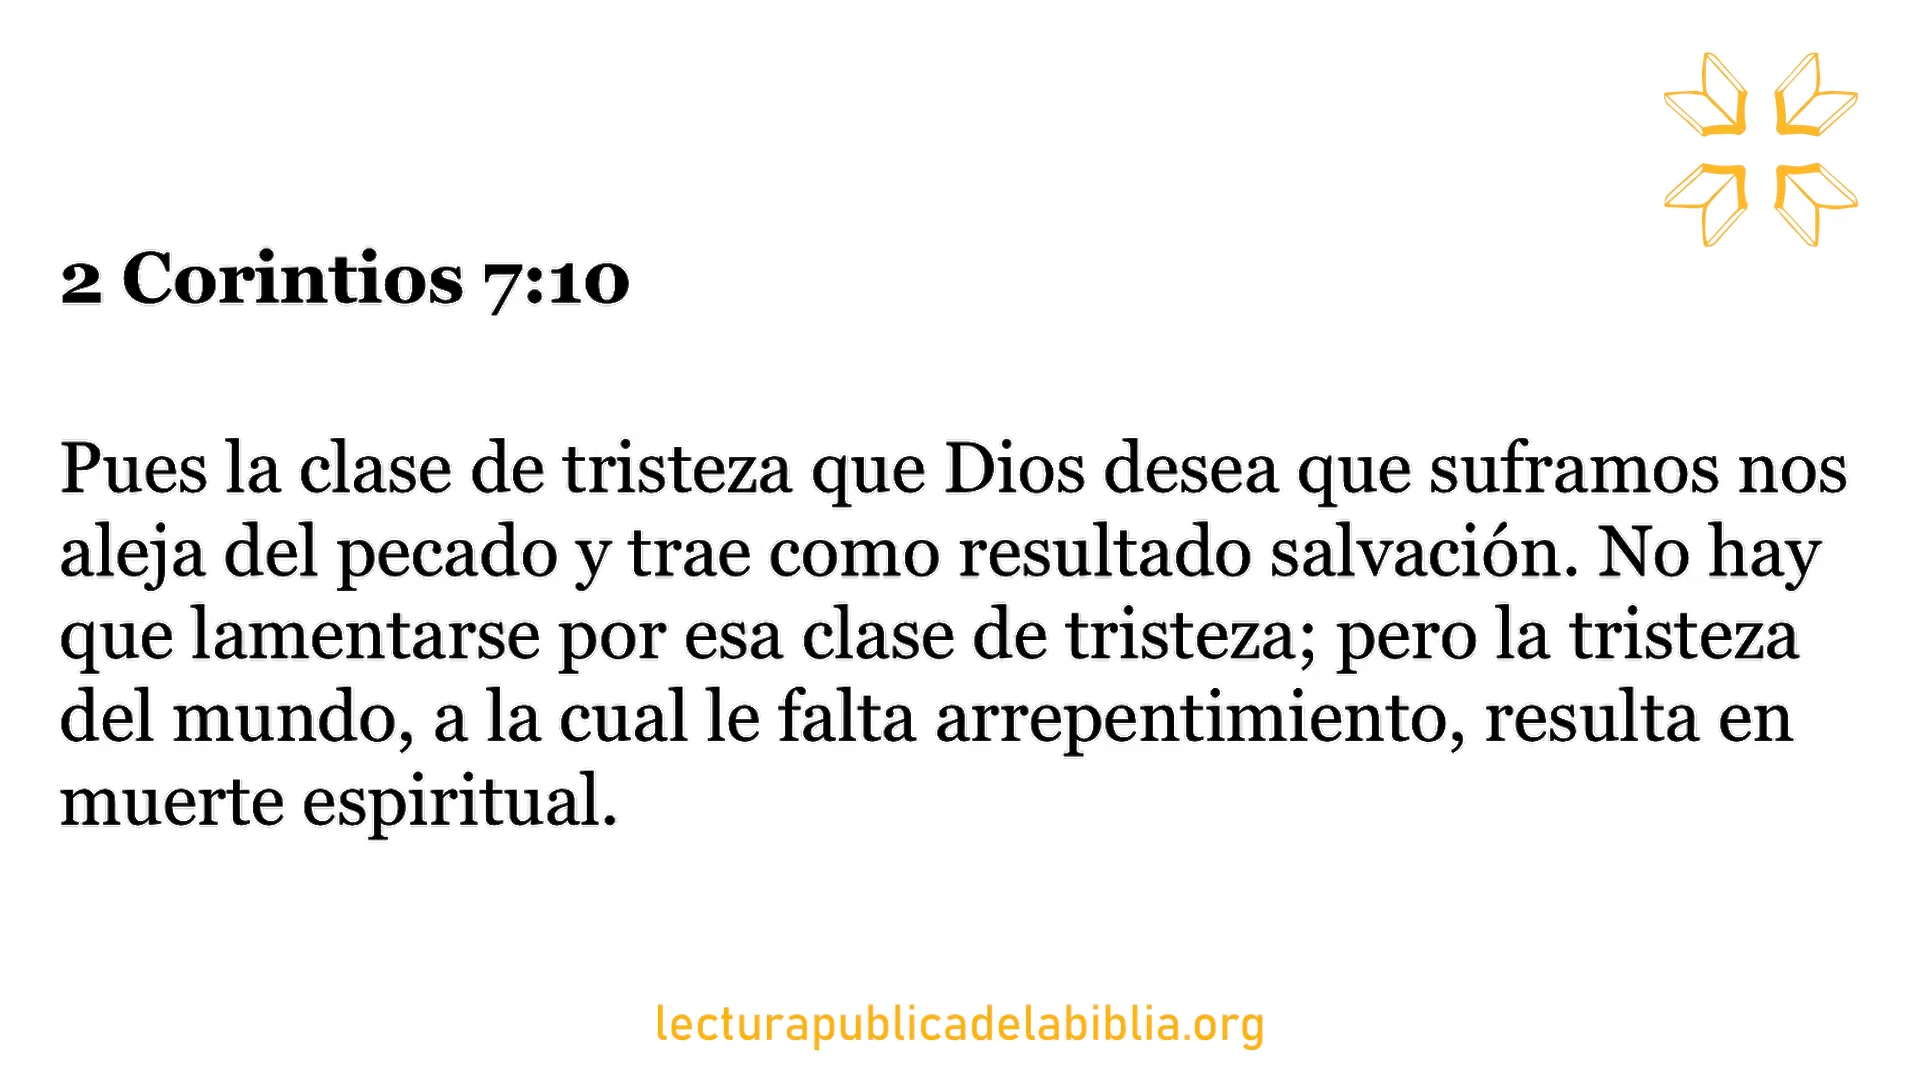 2 Corintios 7:10
Pues la clase de tristeza que Dios desea que suframos nos
aleja del pecado y trae como resultado salvación. No hay
que lamentarse por esa clase de tristeza; pero la tristeza
del mundo, a la cual le falta arrepentimiento, resulta en
muerte espiritual.
lecturapublicadelabiblia.org